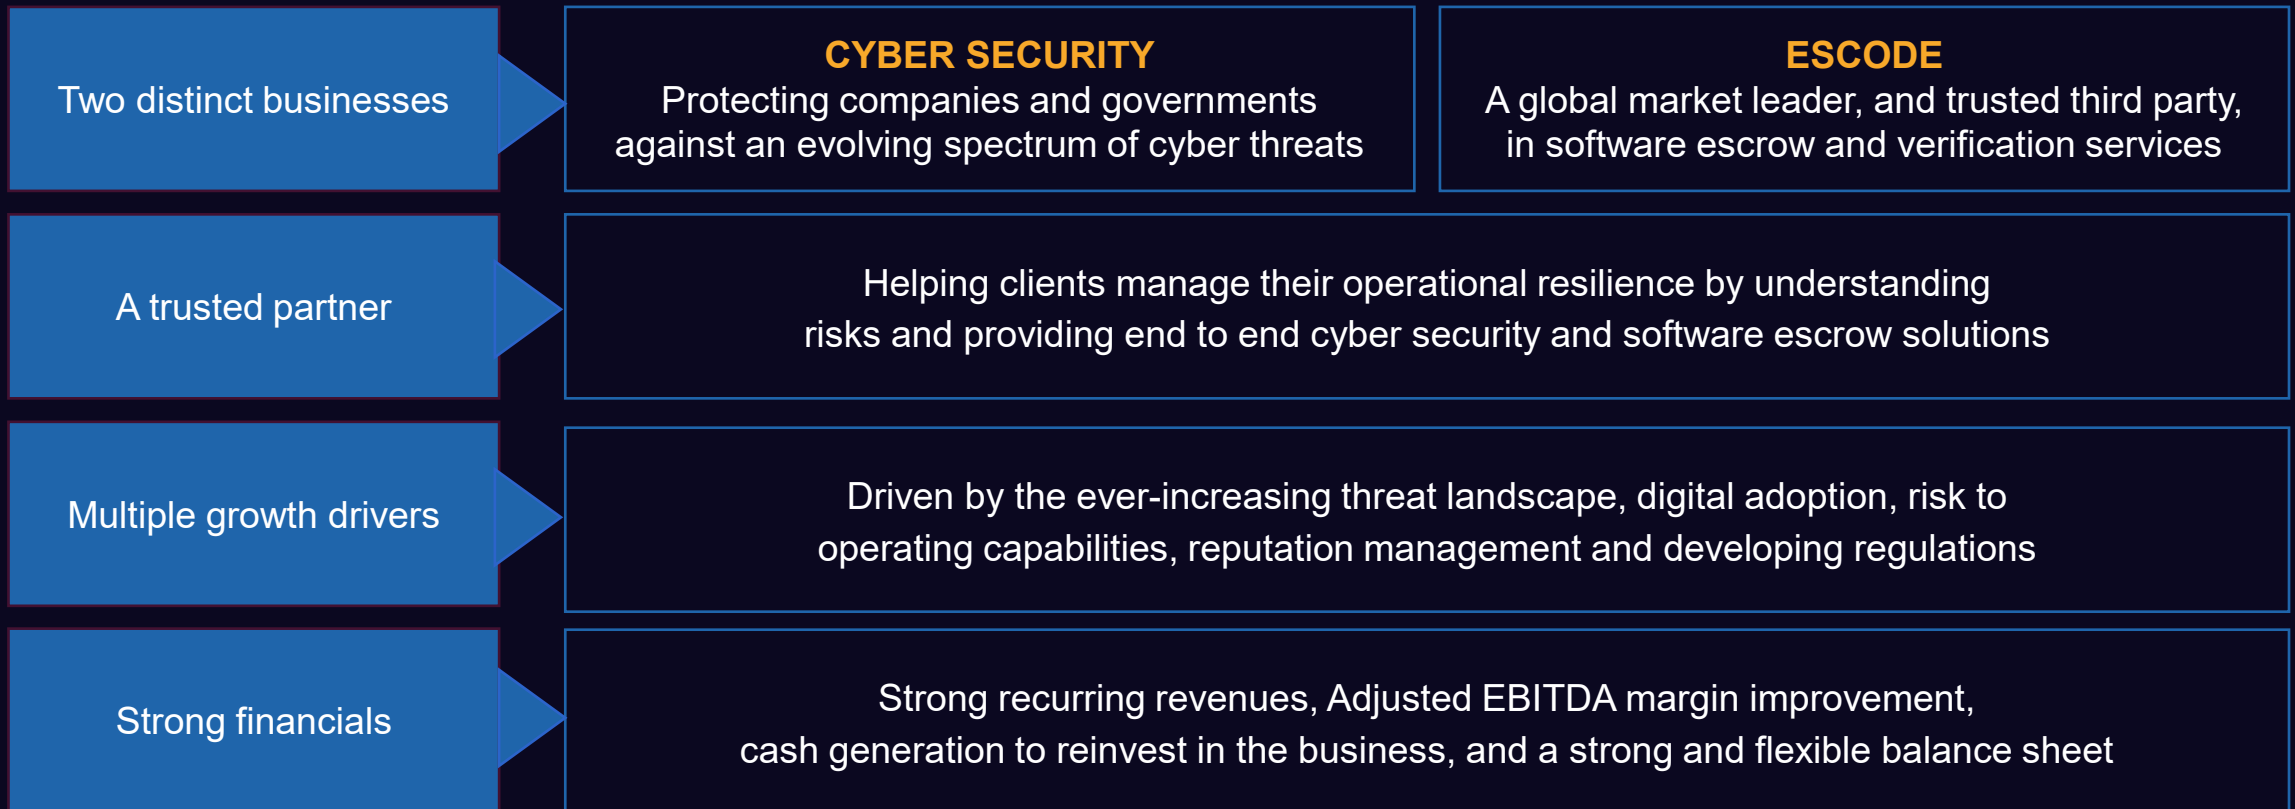 Two distinct businesses
CYBER SECURITY
Protecting companies and governments
against an evolving spectrum of cyber threats
ESCODE
A global market leader, and trusted third party,
in software escrow and verification services
A trusted partner
Helping clients manage their operational resilience by understanding
risks and providing end to end cyber security and software escrow solutions
Multiple growth drivers
Driven by the ever-increasing threat landscape, digital adoption, risk to
operating capabilities, reputation management and developing regulations
Strong financials
Strong recurring revenues, Adjusted EBITDA margin improvement,
cash generation to reinvest in the business, and a strong and flexible balance sheet